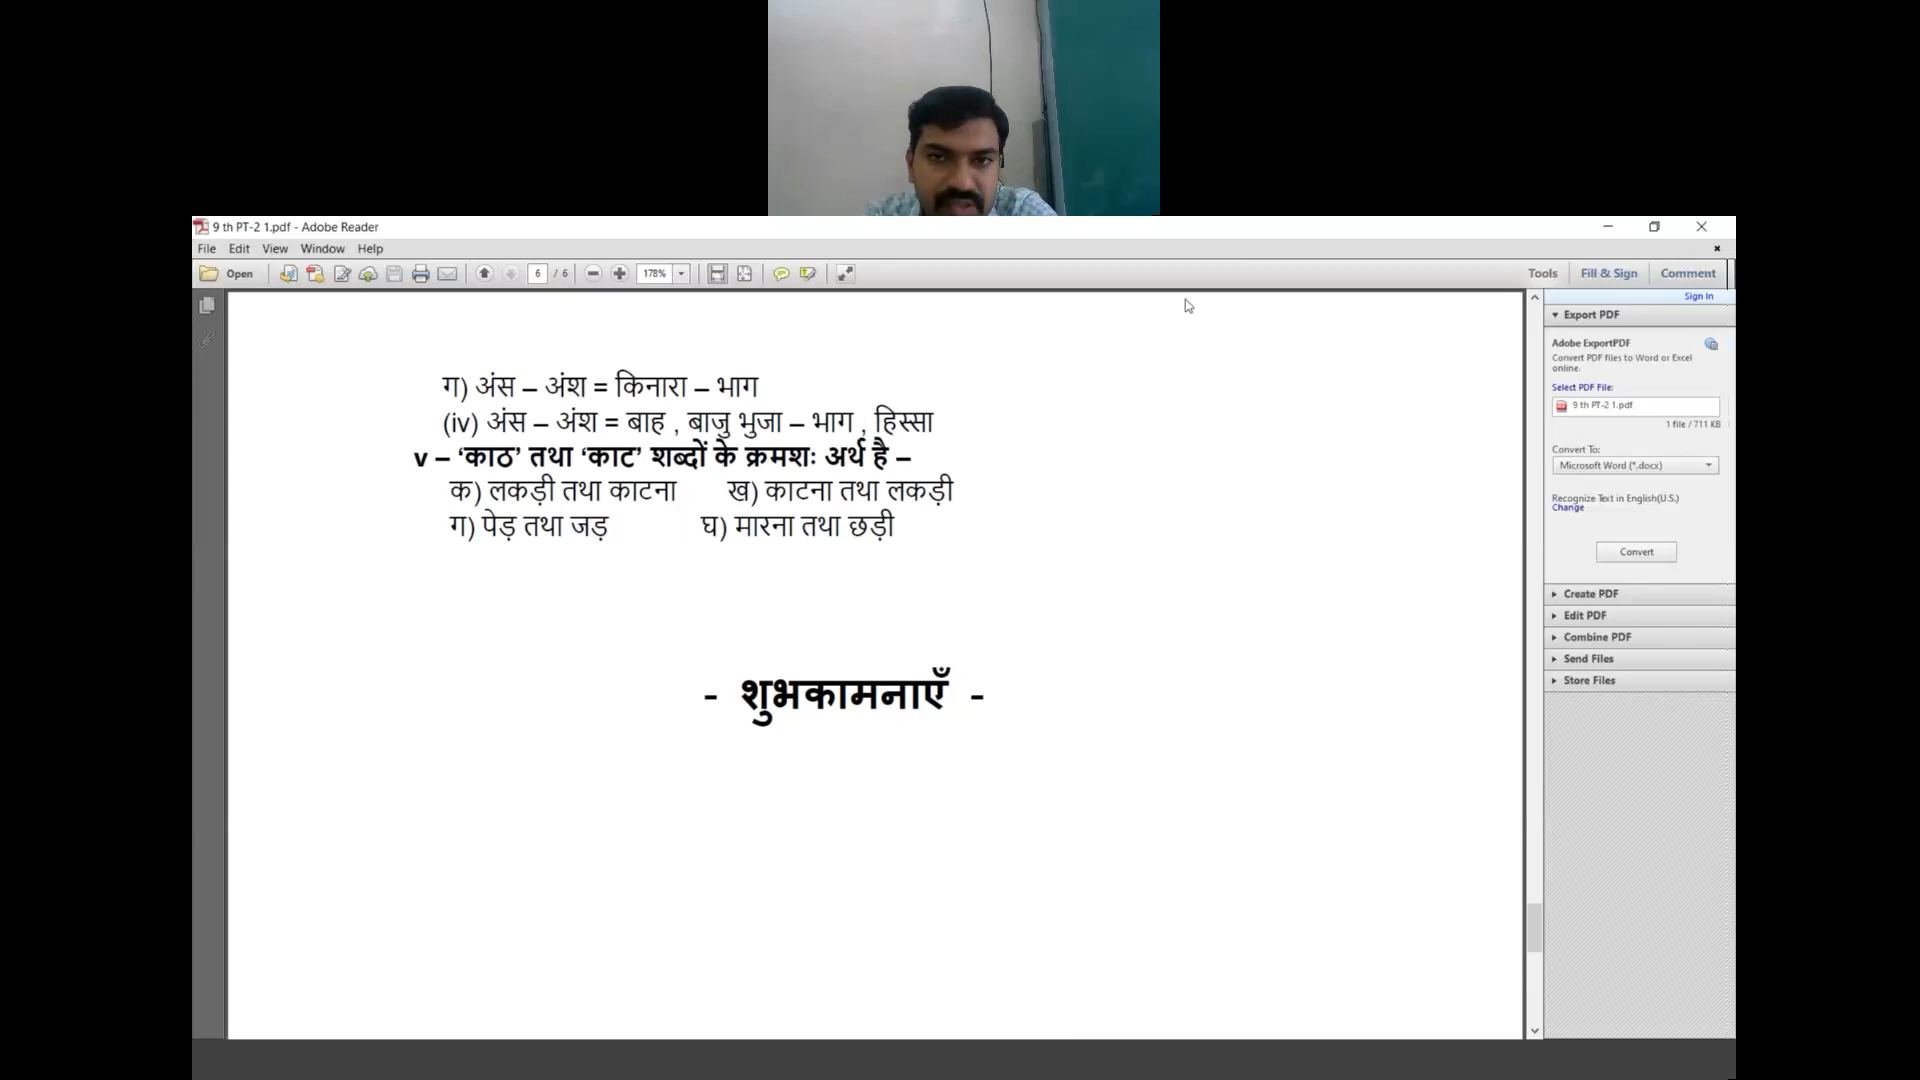 9 th PT-2 1.pdf - Adobe Reader
File Edit View Window Help
Open 6 / 6 178% Tools Fill & Sign Comment
Sign In
Export PDF
Adobe ExportPDF
Convert PDF files to Word or Excel online.
Select PDF File:
9 th PT-2 1.pdf
1 file / 711 KB
Convert To:
Microsoft Word (*.docx)
Recognize Text in English(U.S.)
Change
Convert
Create PDF
Edit PDF
Combine PDF
Send Files
Store Files
ग) अंस – अंश = किनारा – भाग
(iv) अंस – अंश = बाह , बाजु भुजा – भाग , हिस्सा
v – ‘काठ’ तथा ‘काट’ शब्दों के क्रमशः अर्थ है –
क) लकड़ी तथा काटना ख) काटना तथा लकड़ी
ग) पेड़ तथा जड़ घ) मारना तथा छड़ी
- शुभकामनाएँ -